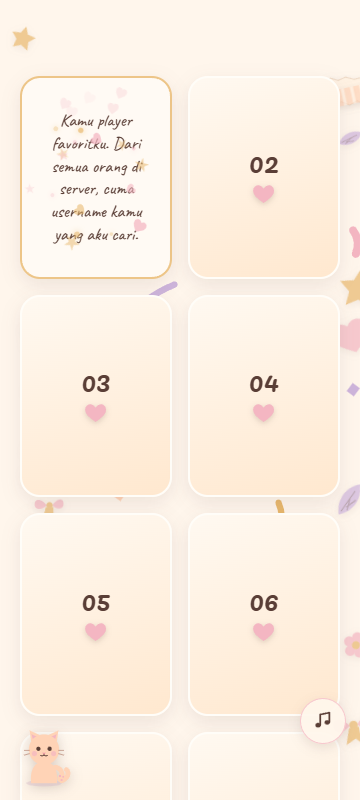 Kamu player
favoritku. Dari
semua orang di
server, cuma
username kamu
yang aku cari.
02
03
04
05
06